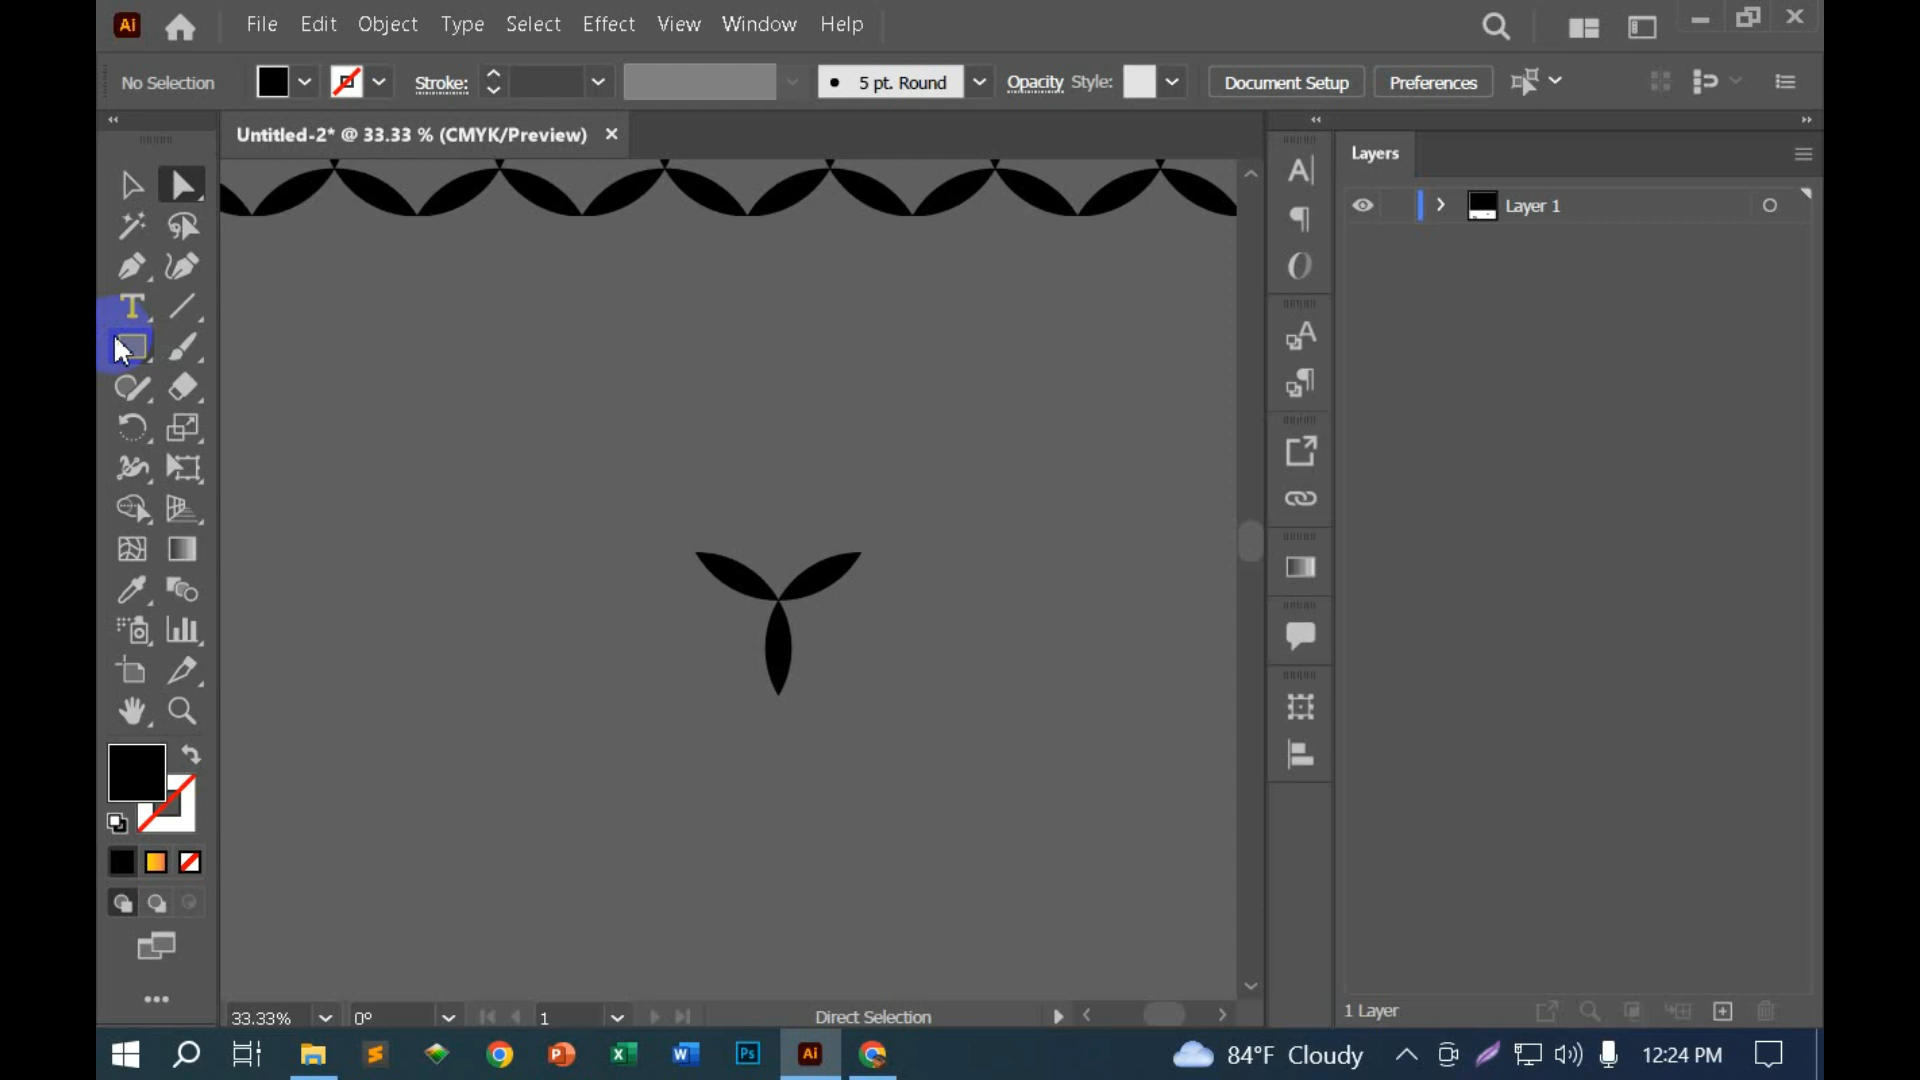 Ai File Edit Object Type Select Effect View Window Help
No Selection Stroke: 5 pt. Round Opacity Style: Document Setup Preferences
Untitled-2* @ 33.33 % (CMYK/Preview)
Layers
Layer 1
33.33% 0° 1 Direct Selection
1 Layer
84°F Cloudy 12:24 PM